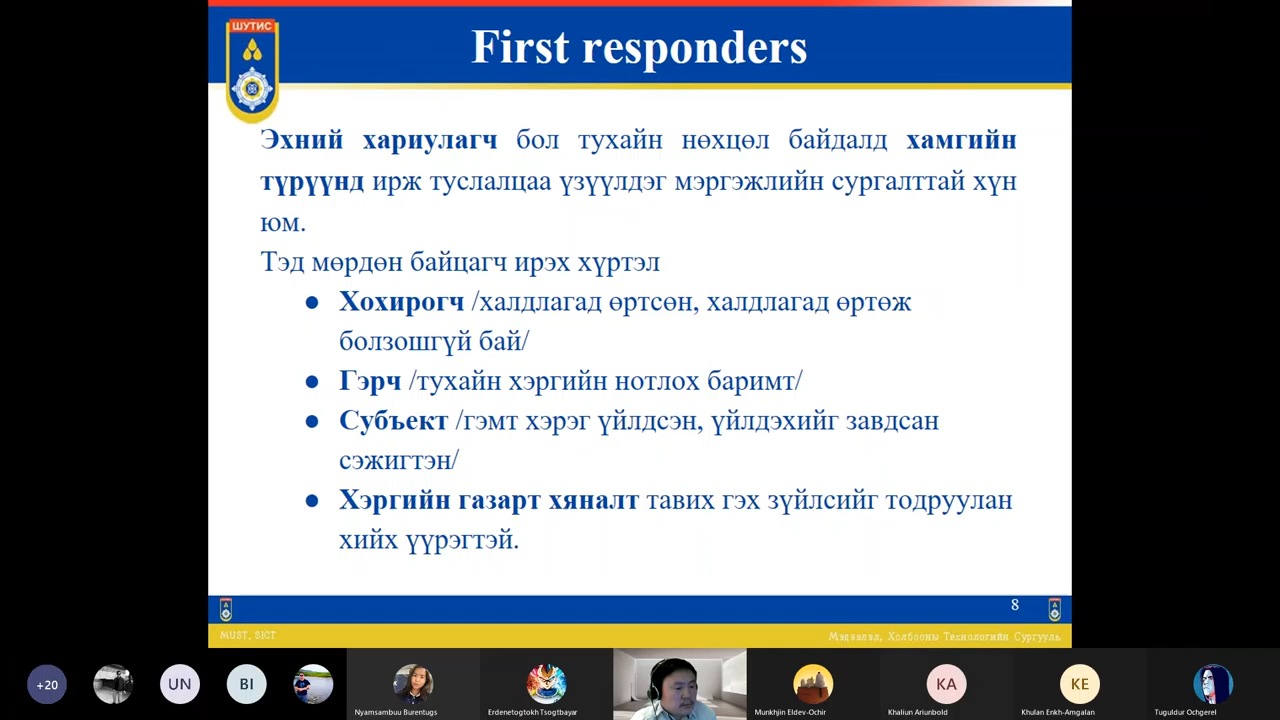 ШУТИС
First responders
Эхний хариулагч бол тухайн нөхцөл байдалд хамгийн
түрүүнд ирж туслалцаа үзүүлдэг мэргэжлийн сургалттай хүн
юм.
Тэд мөрдөн байцагч ирэх хүртэл
● Хохирогч /халдлагад өртсөн, халдлагад өртөж
болзошгүй бай/
● Гэрч /тухайн хэргийн нотлох баримт/
● Субъект /гэмт хэрэг үйлдсэн, үйлдэхийг завдсан
сэжигтэн/
● Хэргийн газарт хяналт тавих гэх зүйлсийг тодруулан
хийх үүрэгтэй.
8
MUST, SICT
Мэдээлэл, Холбооны Технологийн Сургууль
+20
UN
BI
KA
KE
Nyamsambuu Burentugs
Erdenetogtokh Tsogtbayar
Munkhjin Eldev-Ochir
Khaliun Ariunbold
Khulan Enkh-Amgalan
Tuguldur Ochgerel